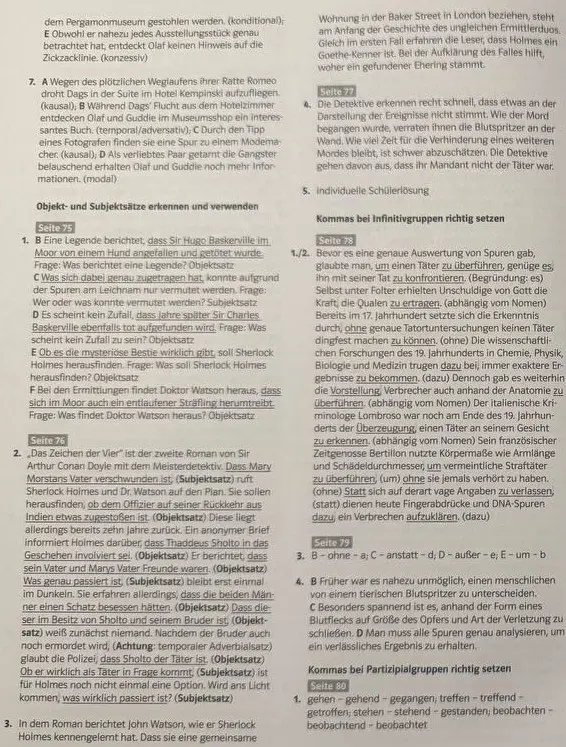 dem Pergamonmuseum gestohlen werden. (konditional);
E Obwohl er nahezu jedes Ausstellungsstück genau
betrachtet hat, entdeckt Olaf keinen Hinweis auf die
Zickzacklinie. (konzessiv)
7. A Wegen des plötzlichen Weglaufens ihrer Ratte Romeo
droht Dags in der Suite im Hotel Kempinski aufzufliegen.
(kausal); B Während Dags' Flucht aus dem Hotelzimmer
entdecken Olaf und Guddie im Museumsshop ein interes-
santes Buch. (temporal/adversativ); C Durch den Tipp
eines Fotografen finden sie eine Spur zu einem Modema-
cher. (kausal); D Als verliebtes Paar getarnt die Gangster
belauschend erhalten Olaf und Guddie noch mehr Infor-
mationen. (modal)
Objekt- und Subjektsätze erkennen und verwenden
Seite 75
1. B Eine Legende berichtet, dass Sir Hugo Baskerville im
Moor von einem Hund angefallen und getötet wurde.
Frage: Was berichtet eine Legende? Objektsatz
C Was sich dabei genau zugetragen hat, konnte aufgrund
der Spuren am Leichnam nur vermutet werden. Frage:
Wer oder was konnte vermutet werden? Subjektsatz
D Es scheint kein Zufall, dass Jahre später Sir Charles
Baskerville ebenfalls tot aufgefunden wird. Frage: Was
scheint kein Zufall zu sein? Objektsatz
E Ob es die mysteriöse Bestie wirklich gibt, soll Sherlock
Holmes herausfinden. Frage: Was soll Sherlock Holmes
herausfinden? Objektsatz
F Bei den Ermittlungen findet Doktor Watson heraus, dass
sich im Moor auch ein entlaufener Sträfling herumtreibt.
Frage: Was findet Doktor Watson heraus? Objektsatz
Seite 76
2. „Das Zeichen der Vier" ist der zweite Roman von Sir
Arthur Conan Doyle mit dem Meisterdetektiv. Dass Mary
Morstans Vater verschwunden ist, (Subjektsatz) ruft
Sherlock Holmes und Dr. Watson auf den Plan. Sie sollen
herausfinden, ob dem Offizier auf seiner Rückkehr aus
Indien etwas zugestoßen ist. (Objektsatz) Diese liegt
allerdings bereits zehn Jahre zurück. Ein anonymer Brief
informiert Holmes darüber, dass Thaddeus Sholto in das
Geschehen involviert sei. (Objektsatz) Er berichtet, dass
sein Vater und Marys Vater Freunde waren. (Objektsatz)
Was genau passiert ist, (Subjektsatz) bleibt erst einmal
im Dunkeln. Sie erfahren allerdings, dass die beiden Män-
ner einen Schatz besessen hätten. (Objektsatz) Dass die-
ser im Besitz von Sholto und seinem Bruder ist, (Objekt-
satz) weiß zunächst niemand. Nachdem der Bruder auch
noch ermordet wird, (Achtung: temporaler Adverbialsatz)
glaubt die Polizei, dass Sholto der Täter ist. (Objektsatz)
Ob er wirklich als Täter in Frage kommt, (Subjektsatz) ist
für Holmes noch nicht einmal eine Option. Wird ans Licht
kommen, was wirklich passiert ist? (Subjektsatz)
3. In dem Roman berichtet John Watson, wie er Sherlock
Holmes kennengelernt hat. Dass sie eine gemeinsame
Wohnung in der Baker Street in London beziehen, steht
am Anfang der Geschichte des ungleichen Ermittlerduos.
Gleich im ersten Fall erfahren die Leser, dass Holmes ein
Goethe-Kenner ist. Bei der Aufklärung des Falles hilft,
woher ein gefundener Ehering stammt.
Seite 77
4. Die Detektive erkennen recht schnell, dass etwas an der
Darstellung der Ereignisse nicht stimmt. Wie der Mord
begangen wurde, verraten ihnen die Blutspritzer an der
Wand. Wie viel Zeit für die Verhinderung eines weiteren
Mordes bleibt, ist schwer abzuschätzen. Die Detektive
gehen davon aus, dass ihr Mandant nicht der Täter war.
5. individuelle Schülerlösung
Kommas bei Infinitivgruppen richtig setzen
Seite 78
1./2. Bevor es eine genaue Auswertung von Spuren gab,
glaubte man, um einen Täter zu überführen, genüge es,
ihn mit seiner Tat zu konfrontieren. (Begründung: es)
Selbst unter Folter erhielten Unschuldige von Gott die
Kraft, die Qualen zu ertragen. (abhängig vom Nomen)
Bereits im 17. Jahrhundert setzte sich die Erkenntnis
durch, ohne genaue Tatortuntersuchungen keinen Täter
dingfest machen zu können. (ohne) Die wissenschaftli-
chen Forschungen des 19. Jahrhunderts in Chemie, Physik,
Biologie und Medizin trugen dazu bei, immer exaktere Er-
gebnisse zu bekommen. (dazu) Dennoch gab es weiterhin
die Vorstellung, Verbrecher auch anhand der Anatomie zu
überführen. (abhängig vom Nomen) Der italienische Kri-
minologe Lombroso war noch am Ende des 19. Jahrhun-
derts der Überzeugung, einen Täter an seinem Gesicht
zu erkennen. (abhängig vom Nomen) Sein französischer
Zeitgenosse Bertillon nutzte Körpermaße wie Armlänge
und Schädeldurchmesser, um vermeintliche Straftäter
zu überführen, (um) ohne sie jemals verhört zu haben.
(ohne) Statt sich auf derart vage Angaben zu verlassen,
(statt) dienen heute Fingerabdrücke und DNA-Spuren
dazu, ein Verbrechen aufzuklären. (dazu)
Seite 79
3. B – ohne – a; C – anstatt – d; D – außer – e; E – um – b
4. B Früher war es nahezu unmöglich, einen menschlichen
von einem tierischen Blutspritzer zu unterscheiden.
C Besonders spannend ist es, anhand der Form eines
Blutflecks auf Größe des Opfers und Art der Verletzung zu
schließen. D Man muss alle Spuren genau analysieren, um
ein verlässliches Ergebnis zu erhalten.
Kommas bei Partizipialgruppen richtig setzen
Seite 80
1. gehen – gehend – gegangen; treffen – treffend –
getroffen; stehen – stehend – gestanden; beobachten –
beobachtend – beobachtet